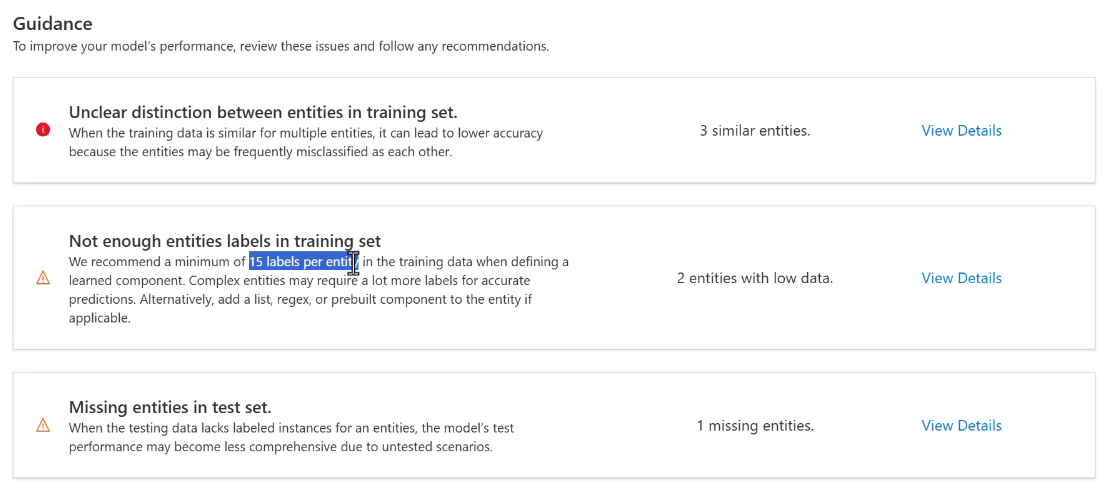 Guidance
To improve your model's performance, review these issues and follow any recommendations.
Unclear distinction between entities in training set.
When the training data is similar for multiple entities, it can lead to lower accuracy
because the entities may be frequently misclassified as each other.
3 similar entities.
View Details
Not enough entities labels in training set
We recommend a minimum of 15 labels per entity in the training data when defining a
learned component. Complex entities may require a lot more labels for accurate
predictions. Alternatively, add a list, regex, or prebuilt component to the entity if
applicable.
2 entities with low data.
View Details
Missing entities in test set.
When the testing data lacks labeled instances for an entities, the model's test
performance may become less comprehensive due to untested scenarios.
1 missing entities.
View Details